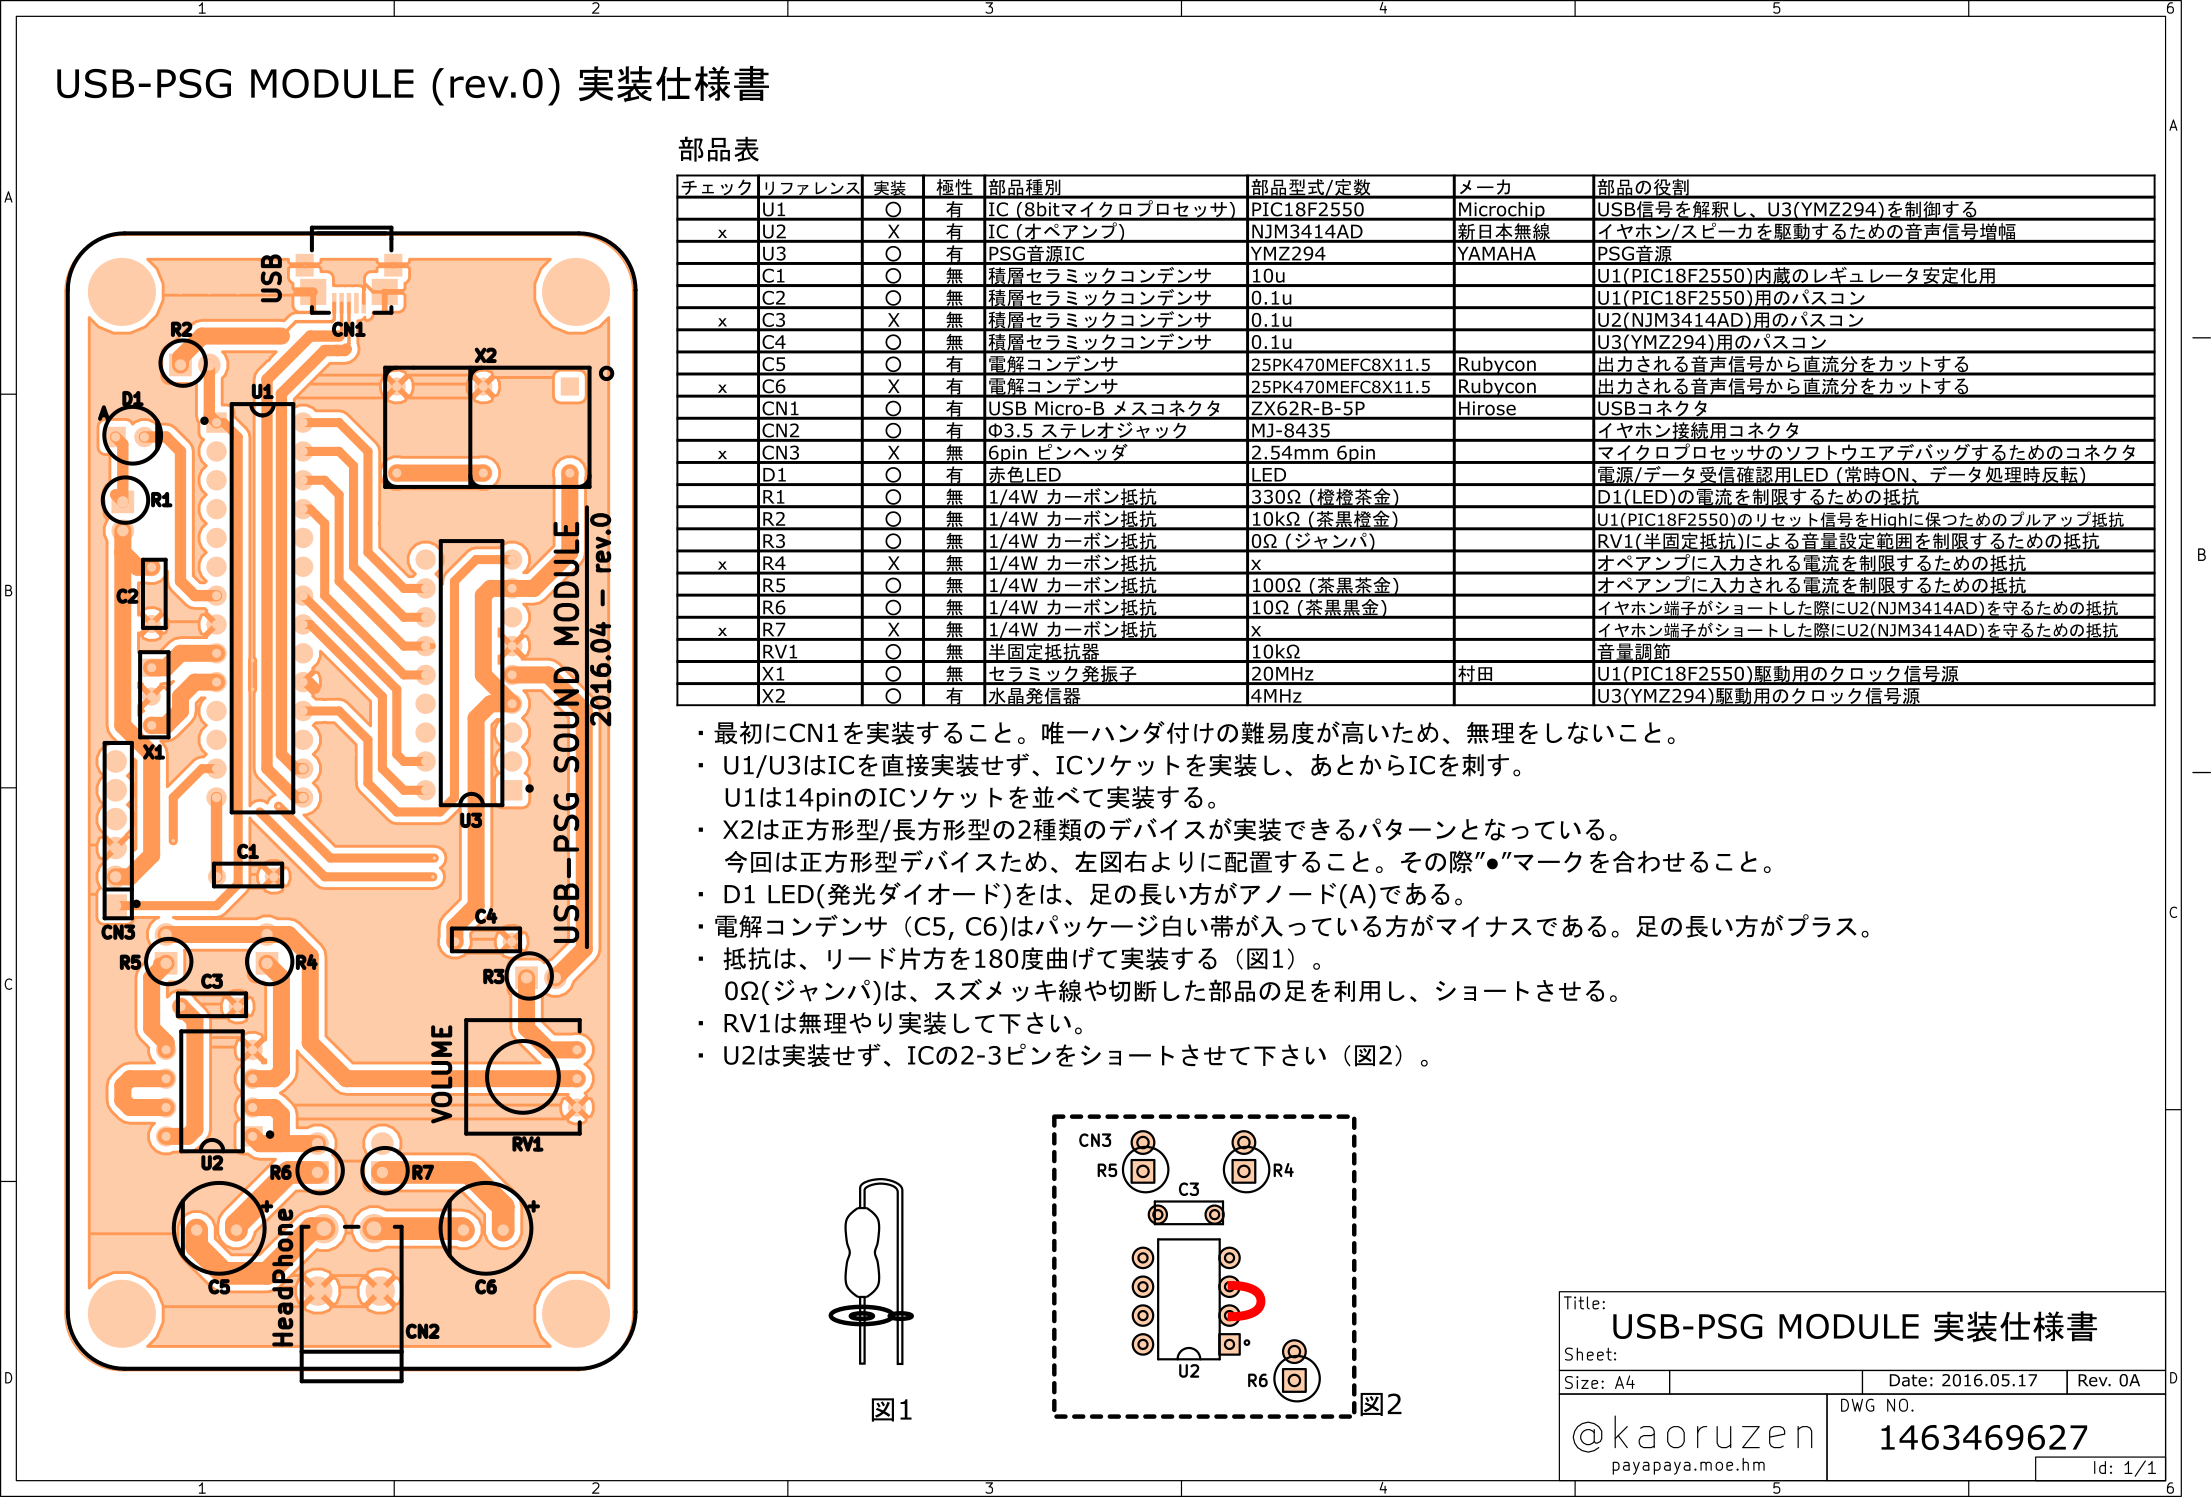 1 2 3 4 5 6
USB-PSG MODULE (rev.0) 実装仕様書
部品表
チェック リファレンス 実装 極性 部品種別 部品型式/定数 メーカ 部品の役割
U1 ○ 有 IC (8bitマイクロプロセッサ) PIC18F2550 Microchip USB信号を解釈し、U3(YMZ294)を制御する
x U2 X 有 IC (オペアンプ) NJM3414AD 新日本無線 イヤホン/スピーカを駆動するための音声信号増幅
U3 ○ 有 PSG音源IC YMZ294 YAMAHA PSG音源
C1 ○ 無 積層セラミックコンデンサ 10u U1(PIC18F2550)内蔵のレギュレータ安定化用
C2 ○ 無 積層セラミックコンデンサ 0.1u U1(PIC18F2550)用のパスコン
x C3 X 無 積層セラミックコンデンサ 0.1u U2(NJM3414AD)用のパスコン
C4 ○ 無 積層セラミックコンデンサ 0.1u U3(YMZ294)用のパスコン
C5 ○ 有 電解コンデンサ 25PK470MEFC8X11.5 Rubycon 出力される音声信号から直流分をカットする
x C6 X 有 電解コンデンサ 25PK470MEFC8X11.5 Rubycon 出力される音声信号から直流分をカットする
CN1 ○ 有 USB Micro-B メスコネクタ ZX62R-B-5P Hirose USBコネクタ
CN2 ○ 有 Φ3.5 ステレオジャック MJ-8435 イヤホン接続用コネクタ
x CN3 X 無 6pin ピンヘッダ 2.54mm 6pin マイクロプロセッサのソフトウエアデバッグするためのコネクタ
D1 ○ 有 赤色LED LED 電源/データ受信確認用LED (常時ON、データ処理時反転)
R1 ○ 無 1/4W カーボン抵抗 330Ω (橙橙茶金) D1(LED)の電流を制限するための抵抗
R2 ○ 無 1/4W カーボン抵抗 10kΩ (茶黒橙金) U1(PIC18F2550)のリセット信号をHighに保つためのプルアップ抵抗
R3 ○ 無 1/4W カーボン抵抗 0Ω (ジャンパ) RV1(半固定抵抗)による音量設定範囲を制限するための抵抗
x R4 X 無 1/4W カーボン抵抗 x オペアンプに入力される電流を制限するための抵抗
R5 ○ 無 1/4W カーボン抵抗 100Ω (茶黒茶金) オペアンプに入力される電流を制限するための抵抗
R6 ○ 無 1/4W カーボン抵抗 10Ω (茶黒黒金) イヤホン端子がショートした際にU2(NJM3414AD)を守るための抵抗
x R7 X 無 1/4W カーボン抵抗 x イヤホン端子がショートした際にU2(NJM3414AD)を守るための抵抗
RV1 ○ 無 半固定抵抗器 10kΩ 音量調節
X1 ○ 無 セラミック発振子 20MHz 村田 U1(PIC18F2550)駆動用のクロック信号源
X2 ○ 有 水晶発信器 4MHz U3(YMZ294)駆動用のクロック信号源
・最初にCN1を実装すること。唯一ハンダ付けの難易度が高いため、無理をしないこと。
・ U1/U3はICを直接実装せず、ICソケットを実装し、あとからICを刺す。
U1は14pinのICソケットを並べて実装する。
・ X2は正方形型/長方形型の2種類のデバイスが実装できるパターンとなっている。
今回は正方形型デバイスため、左図右よりに配置すること。その際”●”マークを合わせること。
・ D1 LED(発光ダイオード)をは、足の長い方がアノード(A)である。
・電解コンデンサ（C5, C6)はパッケージ白い帯が入っている方がマイナスである。足の長い方がプラス。
・ 抵抗は、リード片方を180度曲げて実装する（図1）。
0Ω(ジャンパ)は、スズメッキ線や切断した部品の足を利用し、ショートさせる。
・ RV1は無理やり実装して下さい。
・ U2は実装せず、ICの2-3ピンをショートさせて下さい（図2）。
USB
CN1
R2
X2
D1
A
U1
R1
C2
X1
U3
USB-PSG SOUND MODULE
2016.04 - rev.0
C1
CN3
C4
R5
R4
C3
R3
VOLUME
RV1
U2
R6
R7
+
+
C5
HeadPhone
C6
CN2
図1
CN3
R5
R4
C3
U2
R6
図2
Title:
USB-PSG MODULE 実装仕様書
Sheet:
Size: A4
Date: 2016.05.17
Rev. 0A
@kaoruzen
payapaya.moe.hm
DWG NO.
1463469627
Id: 1/1
A
B
C
D
A
B
C
D
1 2 3 4 5 6